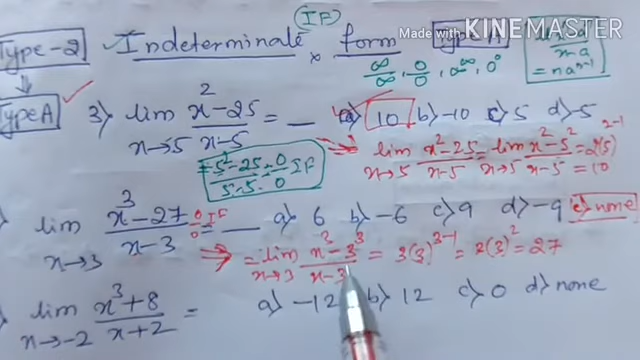 (IF)
Made with KINEMASTER
Type-2 Indeterminate form Type A
∞/∞, 0/0, ∞^∞, 0^0
x-a
= na^(n-1)
Type A
3) lim x→5 (x²-25)/(x-5) = __ a) 10 b) -10 c) 5 d) -5
= (5²-25)/(5-5) = 0/0 = IF
lim x→5 (x²-25)/(x-5) = lim x→5 (x²-5²)/(x-5) = 2(5)^(2-1) = 10
lim x→3 (x³-27)/(x-3) 0/0 IF = __ a) 6 b) -6 c) 9 d) -9 e) none
= lim x→3 (x³-3³)/(x-3) = 3(3)^(3-1) = 3(3)² = 27
lim x→-2 (x³+8)/(x+2) = a) -12 b) 12 c) 0 d) none